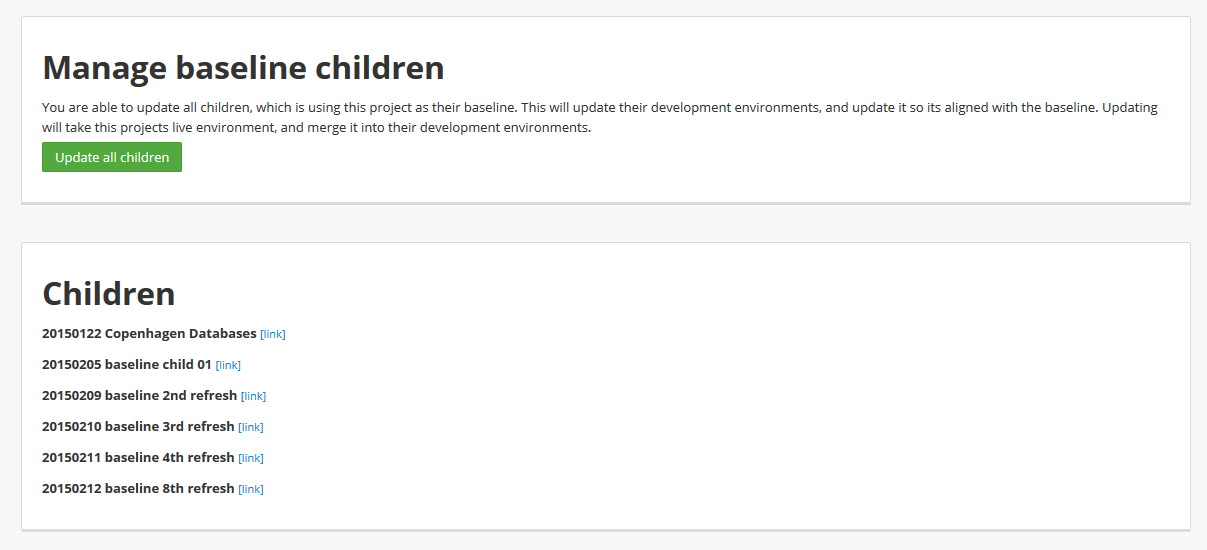 Manage baseline children
You are able to update all children, which is using this project as their baseline. This will update their development environments, and update it so its aligned with the baseline. Updating
will take this projects live environment, and merge it into their development environments.
Update all children
Children
20150122 Copenhagen Databases [link]
20150205 baseline child 01 [link]
20150209 baseline 2nd refresh [link]
20150210 baseline 3rd refresh [link]
20150211 baseline 4th refresh [link]
20150212 baseline 8th refresh [link]